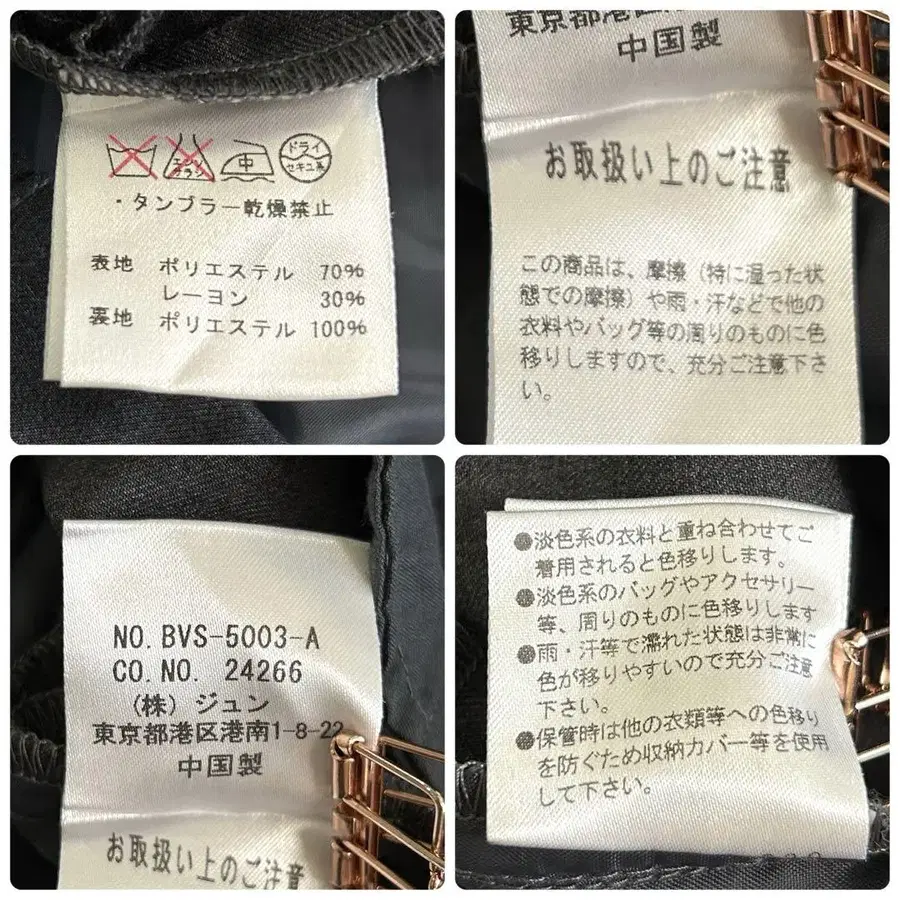 エンソ
サラシ
中
ドライ
セキユ系
・タンブラー乾燥禁止
表地 ポリエステル 70%
レーヨン 30%
裏地 ポリエステル 100%
東京都港区港南
中国製
お取扱い上のご注意
この商品は、摩擦（特に湿った状
態での摩擦）や雨・汗などで他の
衣料やバッグ等の周りのものに色
移りしますので、充分ご注意下さ
い。
NO. BVS-5003-A
CO. NO. 24266
（株）ジュン
東京都港区港南1-8-22
中国製
お取扱い上のご注意
●淡色系の衣料と重ね合わせてご
着用されると色移りします。
●淡色系のバッグやアクセサリー
等、周りのものに色移りします
●雨・汗等で濡れた状態は非常に
色が移りやすいので充分ご注意
下さい。
●保管時は他の衣類等への色移り
を防ぐため収納カバー等を使用
して下さい。